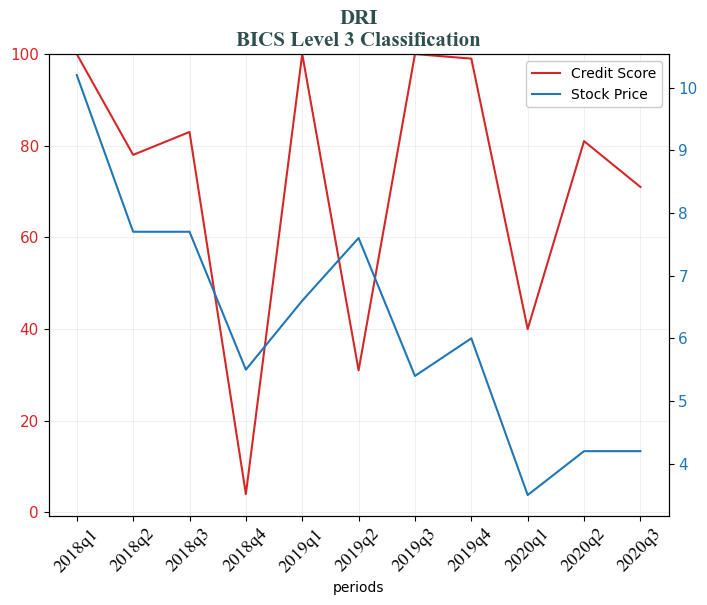 DRI
BICS Level 3 Classification
Credit Score
Stock Price
100
80
60
40
20
0
10
9
8
7
6
5
4
2018q1
2018q2
2018q3
2018q4
2019q1
2019q2
2019q3
2019q4
2020q1
2020q2
2020q3
periods